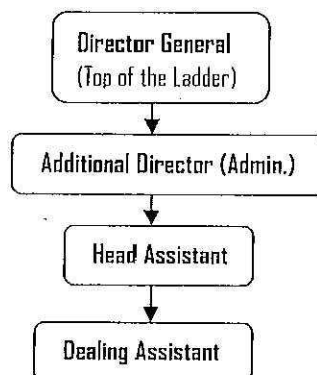 Director General
(Top of the Ladder)
Additional Director (Admin.)
Head Assistant
Dealing Assistant